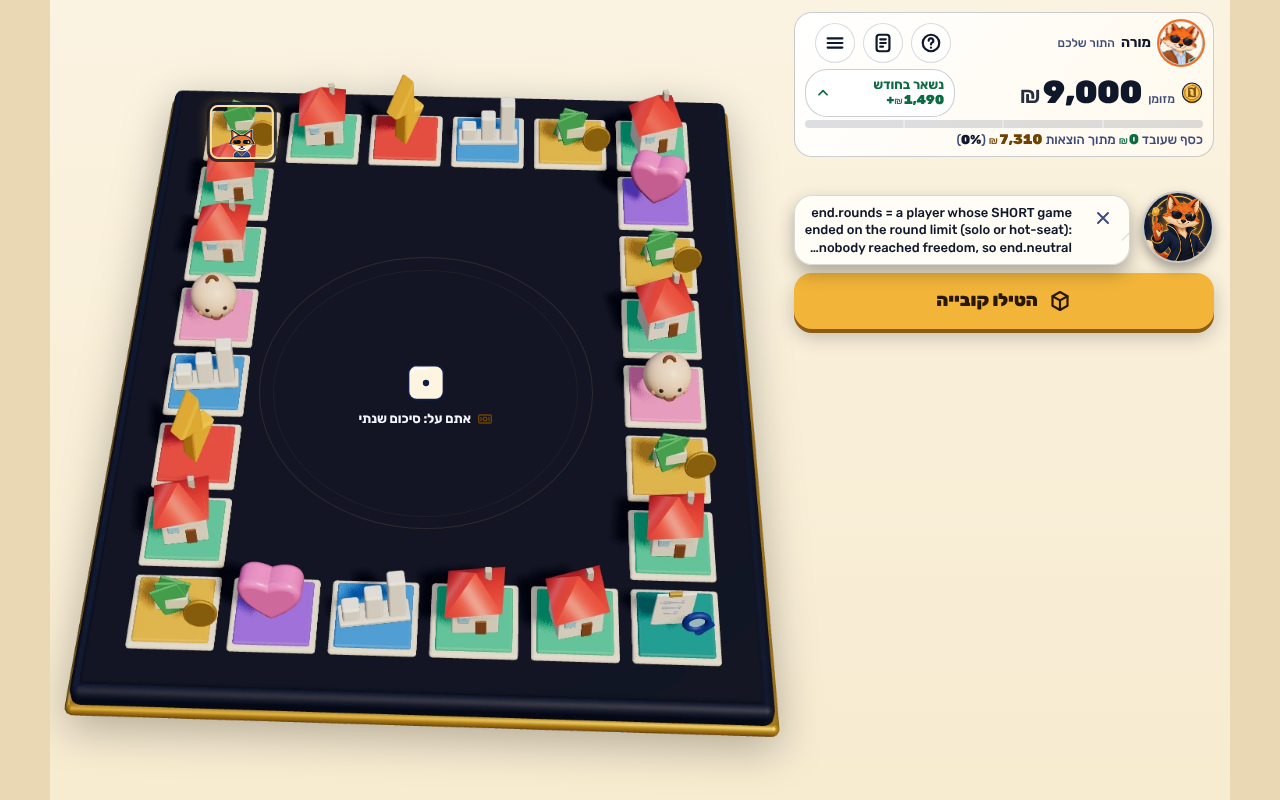 מורה התור שלכם
מזומן 9,000 ₪
נשאר בחודש
+₪1,490
כסף שעובד 0₪ מתוך הוצאות 7,310₪ (0%)
end.rounds = a player whose SHORT game
ended on the round limit (solo or hot-seat):
nobody reached freedom, so end.neutral…
הטילו קובייה
אתם על: סיכום שנתי